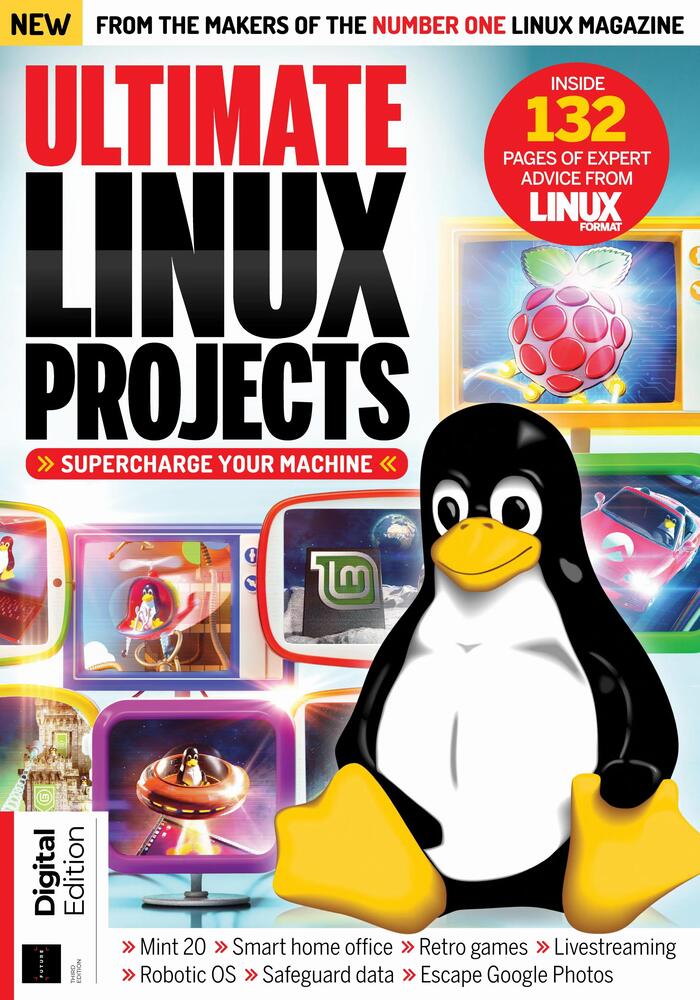 NEW FROM THE MAKERS OF THE NUMBER ONE LINUX MAGAZINE
ULTIMATE
LINUX
PROJECTS
» SUPERCHARGE YOUR MACHINE «
INSIDE
132
PAGES OF EXPERT
ADVICE FROM
LINUX
FORMAT
lm
Digital
Edition
FUTURE
THIRD
EDITION
» Mint 20 » Smart home office » Retro games » Livestreaming
» Robotic OS » Safeguard data » Escape Google Photos